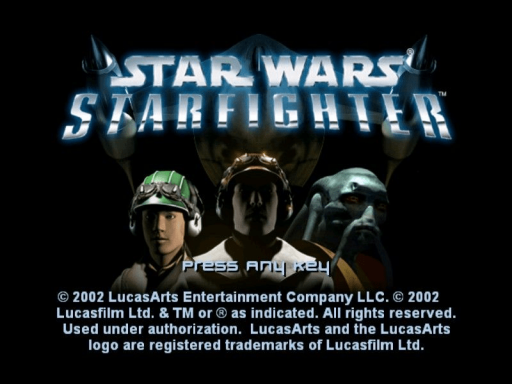 STAR WARS®
STARFIGHTER™
PRESS ANY KEY
© 2002 LucasArts Entertainment Company LLC. © 2002
Lucasfilm Ltd. & TM or ® as indicated. All rights reserved.
Used under authorization. LucasArts and the LucasArts
logo are registered trademarks of Lucasfilm Ltd.